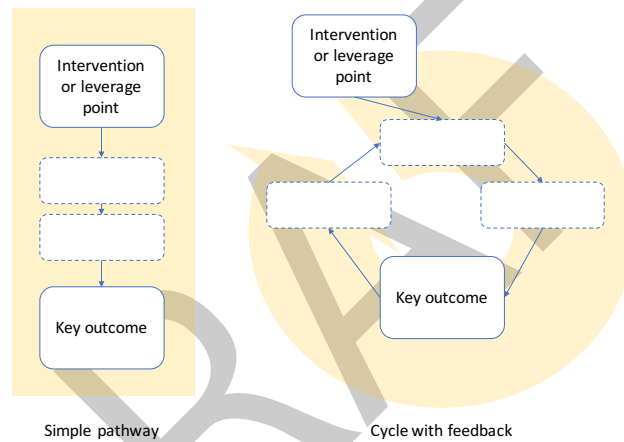 Intervention
or leverage
point
Key outcome
Simple pathway
Intervention
or leverage
point
Key outcome
Cycle with feedback